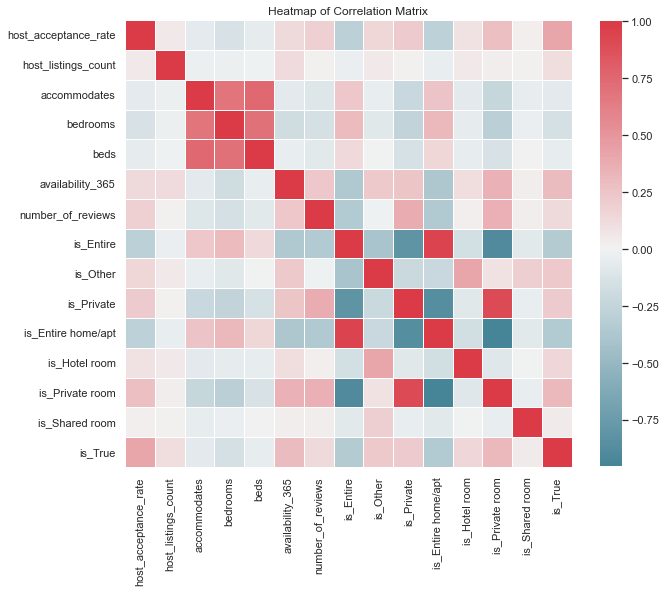 Heatmap of Correlation Matrix
host_acceptance_rate
host_listings_count
accommodates
bedrooms
beds
availability_365
number_of_reviews
is_Entire
is_Other
is_Private
is_Entire home/apt
is_Hotel room
is_Private room
is_Shared room
is_True
host_acceptance_rate
host_listings_count
accommodates
bedrooms
beds
availability_365
number_of_reviews
is_Entire
is_Other
is_Private
is_Entire home/apt
is_Hotel room
is_Private room
is_Shared room
is_True
1.00
0.75
0.50
0.25
0.00
−0.25
−0.50
−0.75